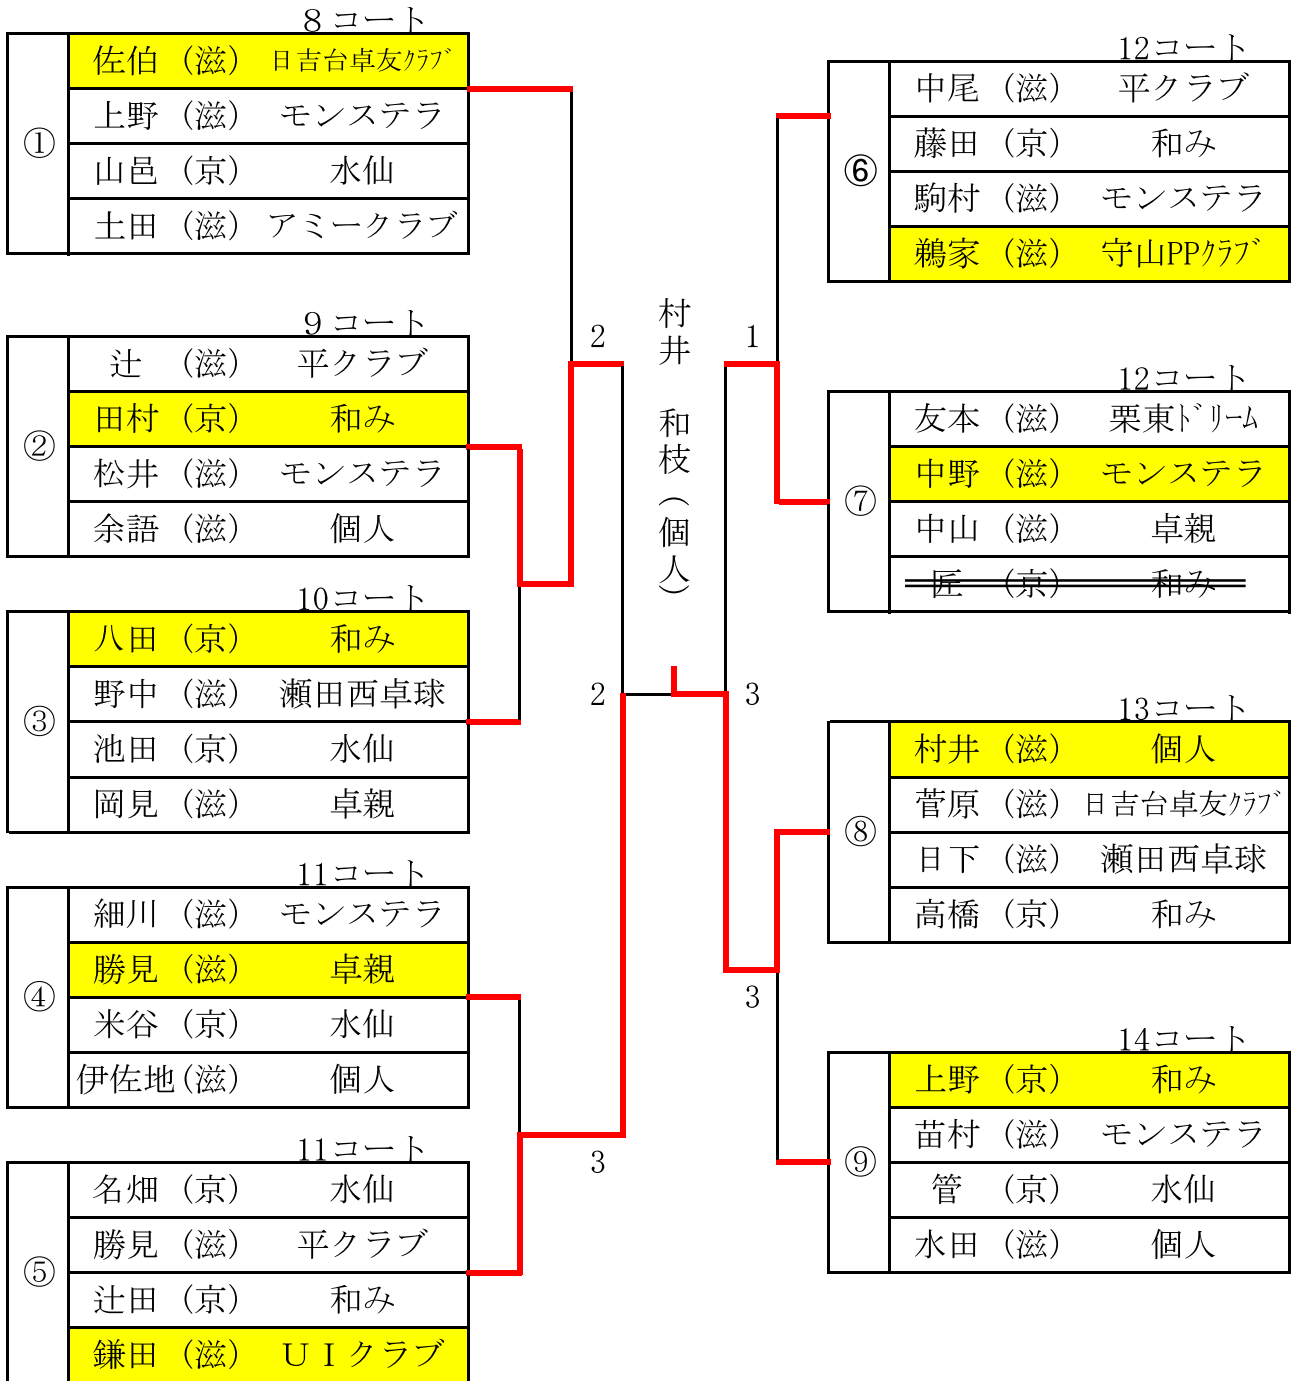 8コート
① 佐伯 (滋) 日吉台卓友ｸﾗﾌﾞ
上野 (滋) モンステラ
山邑 (京) 水仙
土田 (滋) アミークラブ
9コート
② 辻 (滋) 平クラブ
田村 (京) 和み
松井 (滋) モンステラ
余語 (滋) 個人
10コート
③ 八田 (京) 和み
野中 (滋) 瀬田西卓球
池田 (京) 水仙
岡見 (滋) 卓親
11コート
④ 細川 (滋) モンステラ
勝見 (滋) 卓親
米谷 (京) 水仙
伊佐地(滋) 個人
11コート
⑤ 名畑 (京) 水仙
勝見 (滋) 平クラブ
辻田 (京) 和み
鎌田 (滋) ＵＩクラブ
2
2
3
村井 和枝(個人)
1
3
3
12コート
⑥ 中尾 (滋) 平クラブ
藤田 (京) 和み
駒村 (滋) モンステラ
鵜家 (滋) 守山PPｸﾗﾌﾞ
12コート
⑦ 友本 (滋) 栗東ﾄﾞﾘｰﾑ
中野 (滋) モンステラ
中山 (滋) 卓親
匠 (京) 和み
13コート
⑧ 村井 (滋) 個人
菅原 (滋) 日吉台卓友ｸﾗﾌﾞ
日下 (滋) 瀬田西卓球
高橋 (京) 和み
14コート
⑨ 上野 (京) 和み
苗村 (滋) モンステラ
管 (京) 水仙
水田 (滋) 個人